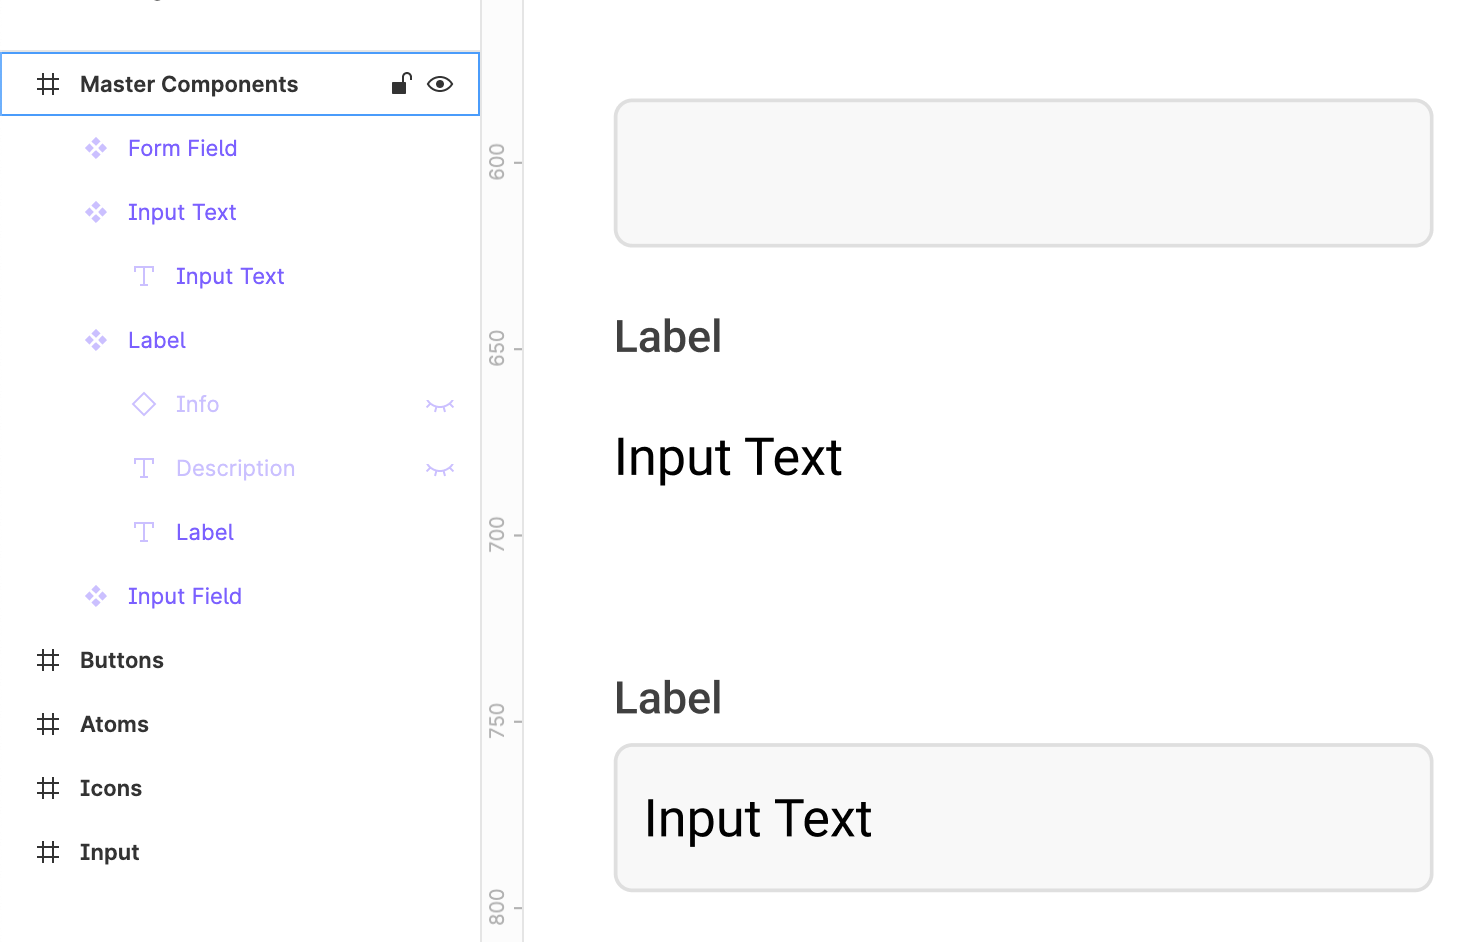 Master Components
Form Field
Input Text
Input Text
Label
Info
Description
Label
Input Field
Buttons
Atoms
Icons
Input
600
650
700
750
800
Label
Input Text
Label
Input Text